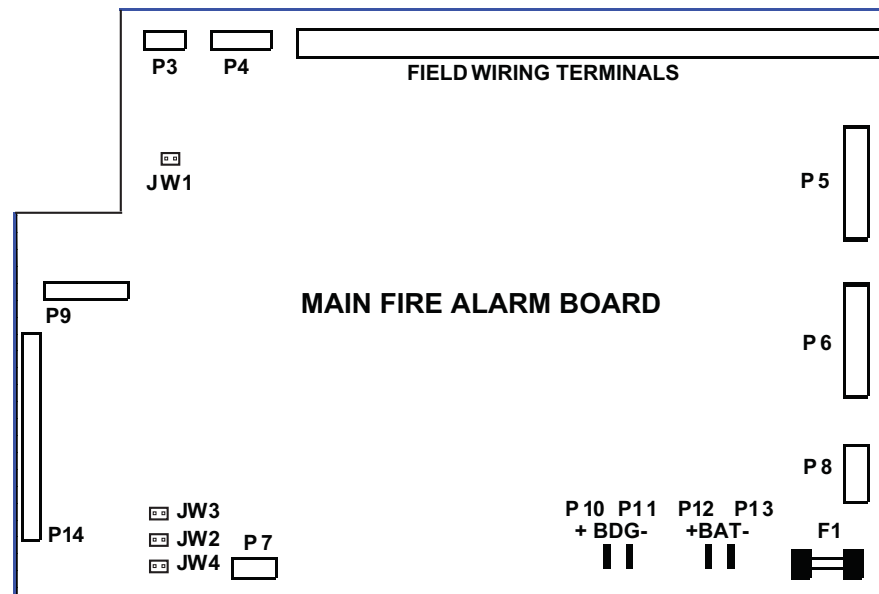 P3 P4
FIELD WIRING TERMINALS
JW1
P5
P9
MAIN FIRE ALARM BOARD
P6
P8
P14
JW3
JW2
JW4
P7
P10 P11 P12 P13
+ BDG- +BAT- F1